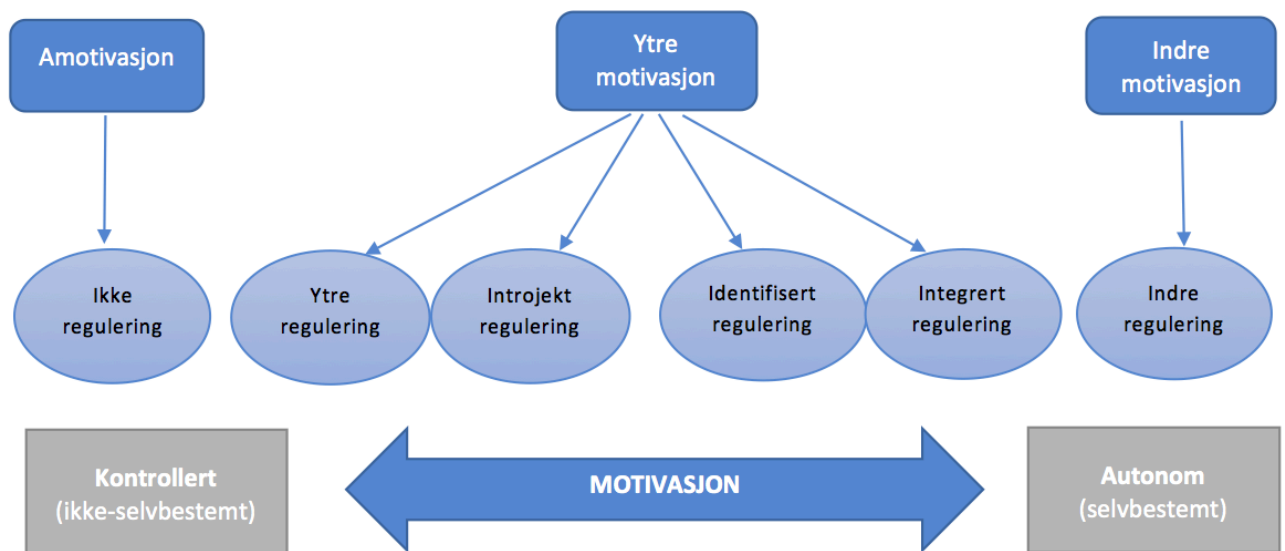 Amotivasjon
Ytre
motivasjon
Indre
motivasjon
Ikke
regulering
Ytre
regulering
Introjekt
regulering
Identifisert
regulering
Integrert
regulering
Indre
regulering
Kontrollert
(ikke-selvbestemt)
MOTIVASJON
Autonom
(selvbestemt)